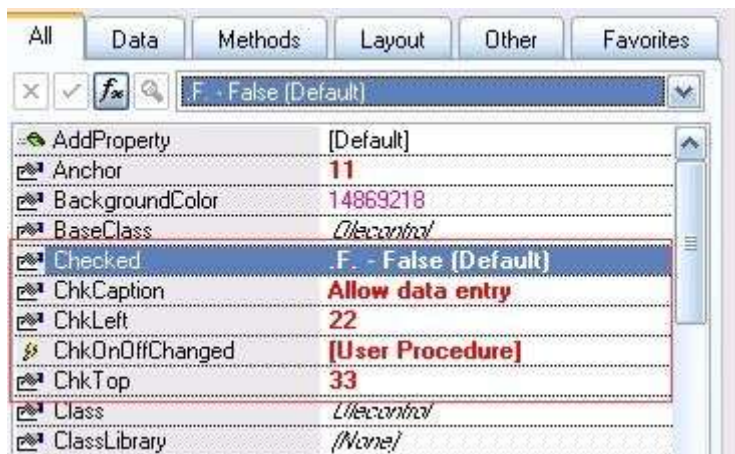 All Data Methods Layout Other Favorites
.F. - False (Default)
AddProperty [Default]
Anchor 11
BackgroundColor 14869218
BaseClass Olecontrol
Checked .F. - False (Default)
ChkCaption Allow data entry
ChkLeft 22
ChkOnOffChanged [User Procedure]
ChkTop 33
Class Olecontrol
ClassLibrary (None)